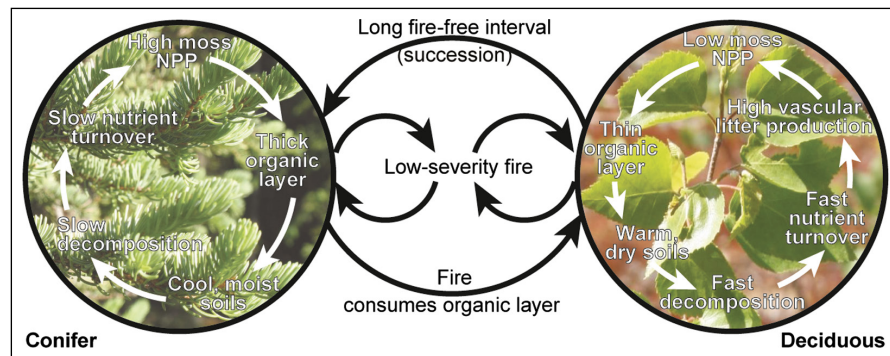 Long fire-free interval
(succession)
High moss
NPP
Thick
organic
layer
Cool, moist
soils
Slow
decomposition
Slow nutrient
turnover
Low-severity fire
Fire
consumes organic layer
Low moss
NPP
Thin
organic
layer
Warm,
dry soils
Fast
decomposition
Fast
nutrient
turnover
High vascular
litter production
Conifer
Deciduous